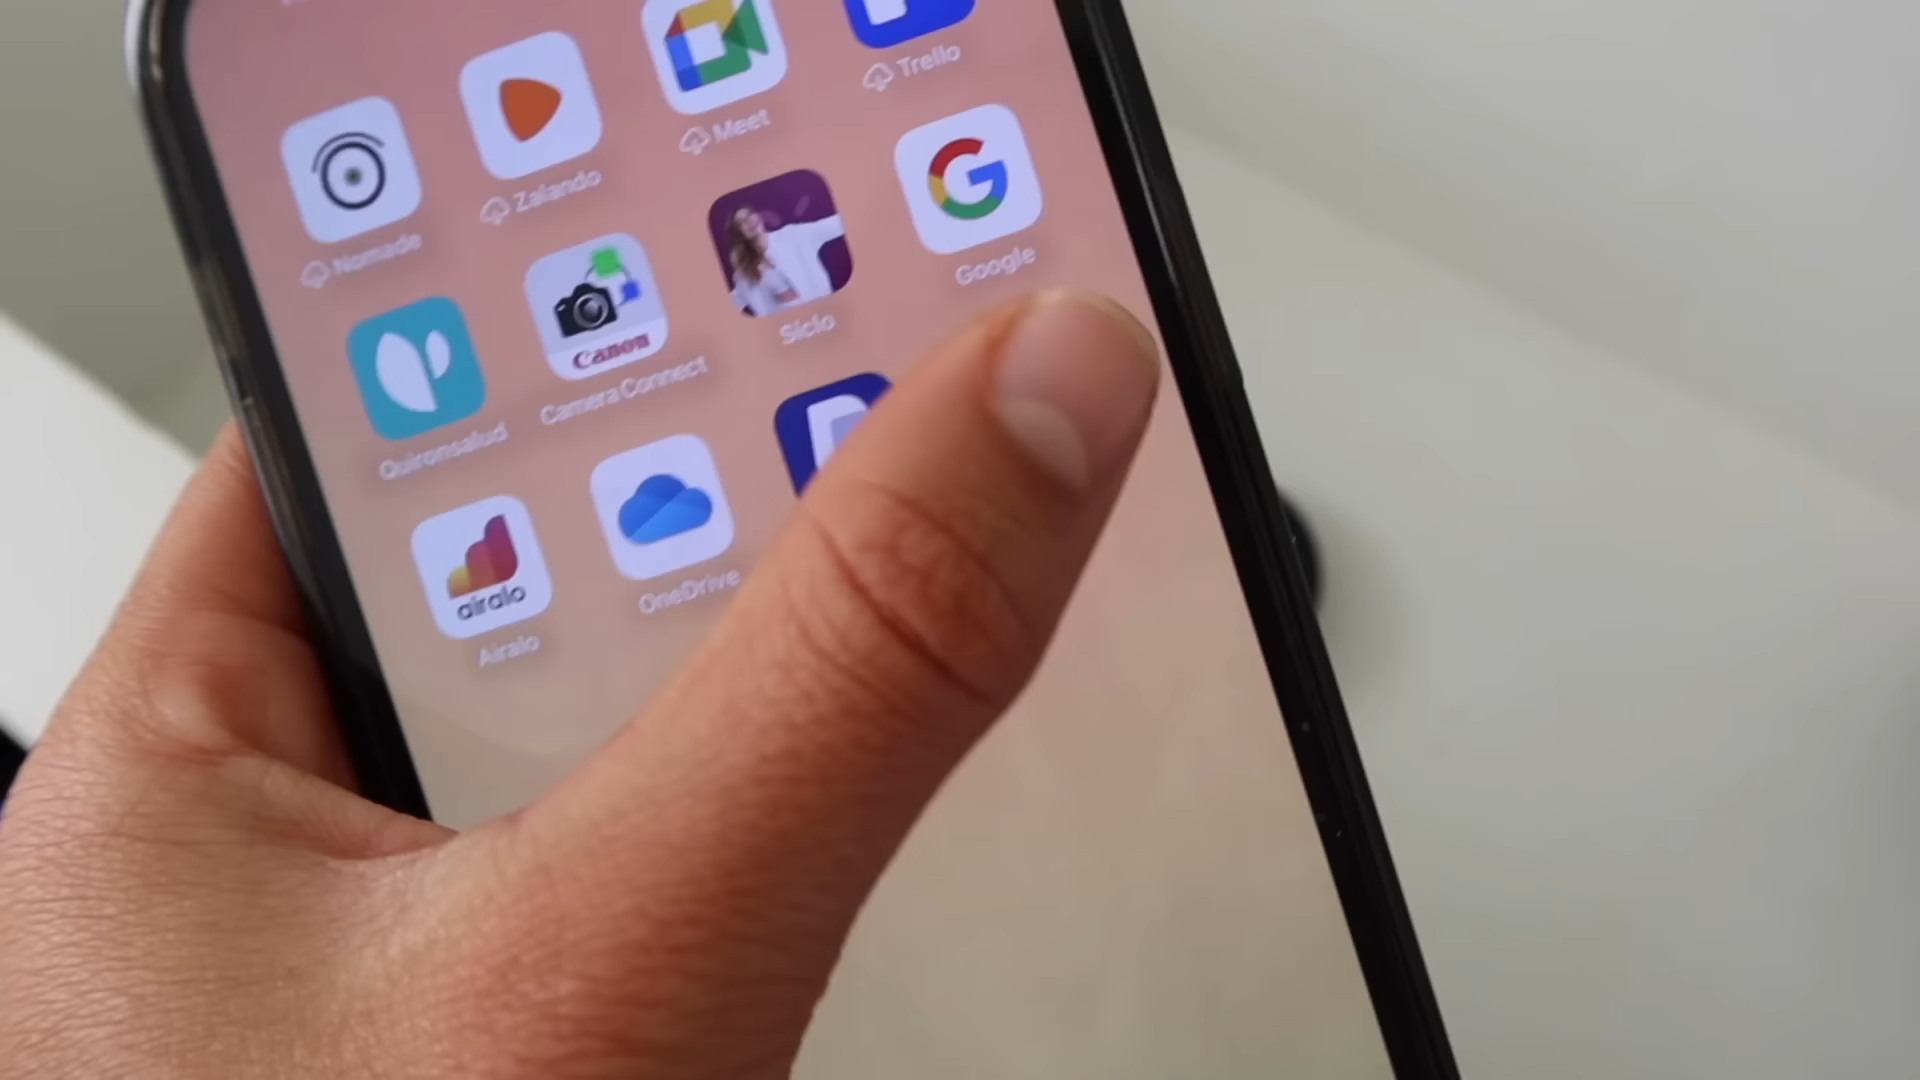 Trello
Meet
Zalando
Nomade
Google
Siclo
Canon
Camera Connect
Quironsalud
OneDrive
airalo
Airalo